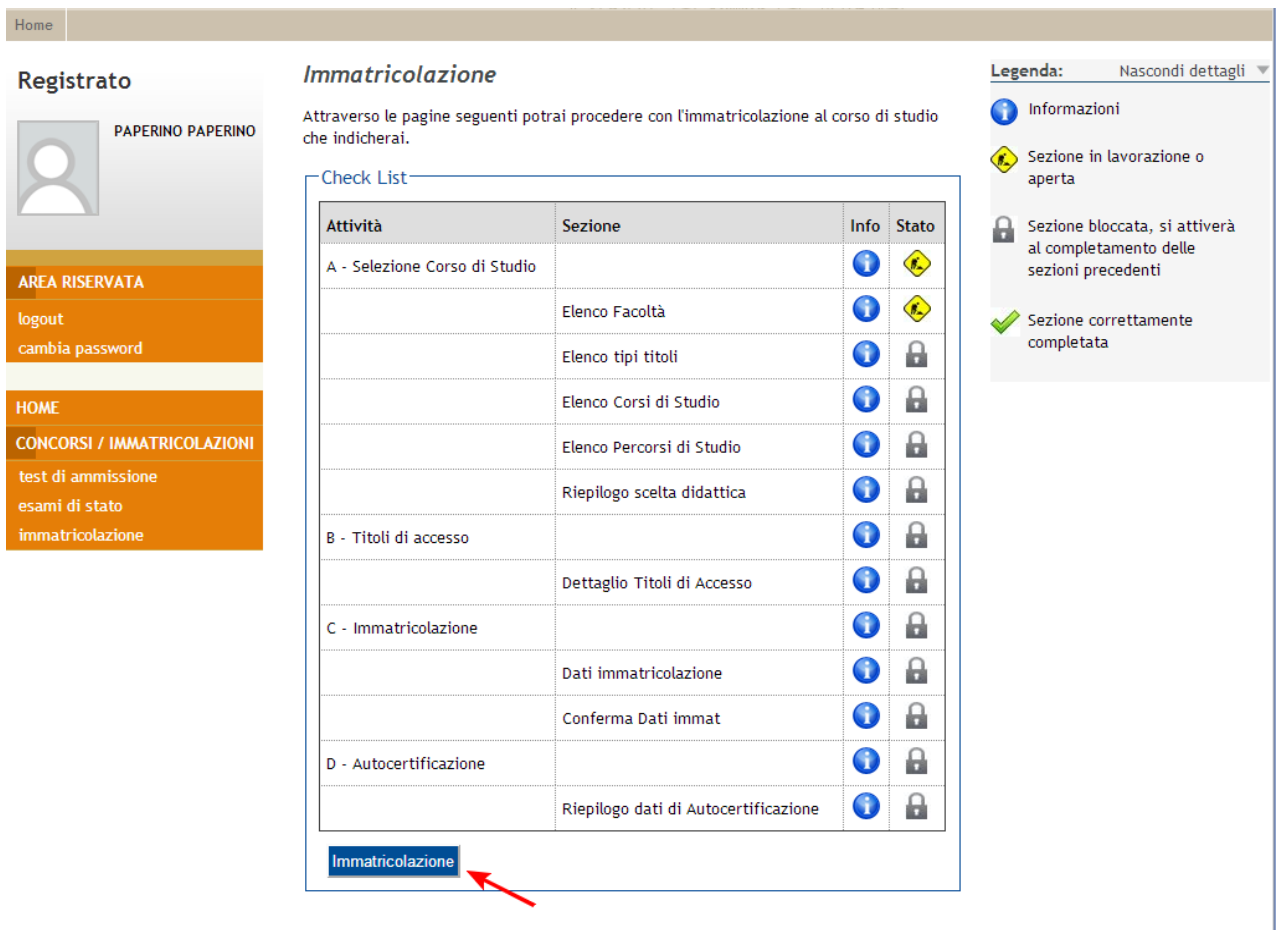 Home
Registrato
PAPERINO PAPERINO
AREA RISERVATA
logout
cambia password
HOME
CONCORSI / IMMATRICOLAZIONI
test di ammissione
esami di stato
immatricolazione
Immatricolazione
Attraverso le pagine seguenti potrai procedere con l'immatricolazione al corso di studio
che indicherai.
Check List
Attività Sezione Info Stato
A - Selezione Corso di Studio
Elenco Facoltà
Elenco tipi titoli
Elenco Corsi di Studio
Elenco Percorsi di Studio
Riepilogo scelta didattica
B - Titoli di accesso
Dettaglio Titoli di Accesso
C - Immatricolazione
Dati immatricolazione
Conferma Dati immat
D - Autocertificazione
Riepilogo dati di Autocertificazione
Immatricolazione
Legenda: Nascondi dettagli
Informazioni
Sezione in lavorazione o
aperta
Sezione bloccata, si attiverà
al completamento delle
sezioni precedenti
Sezione correttamente
completata